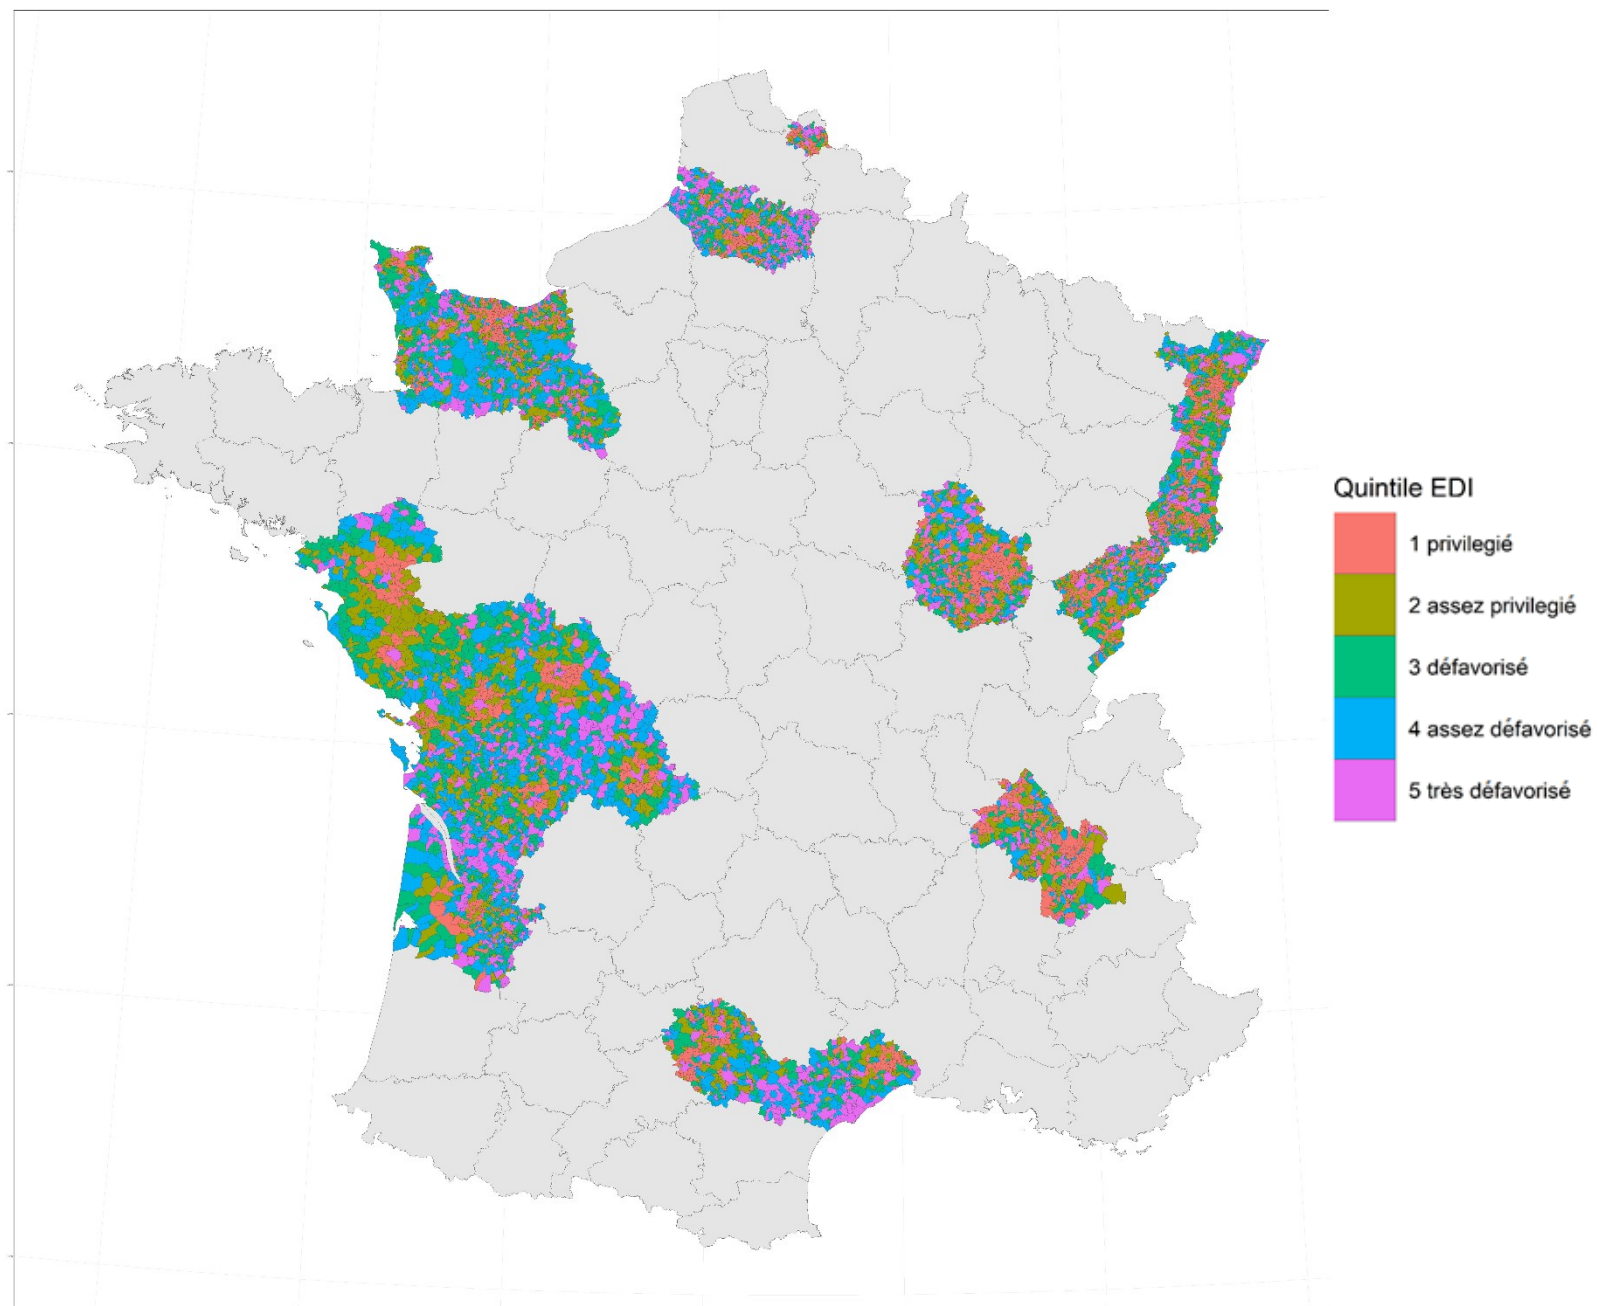 Quintile EDI
1 privilegié
2 assez privilegié
3 défavorisé
4 assez défavorisé
5 très défavorisé